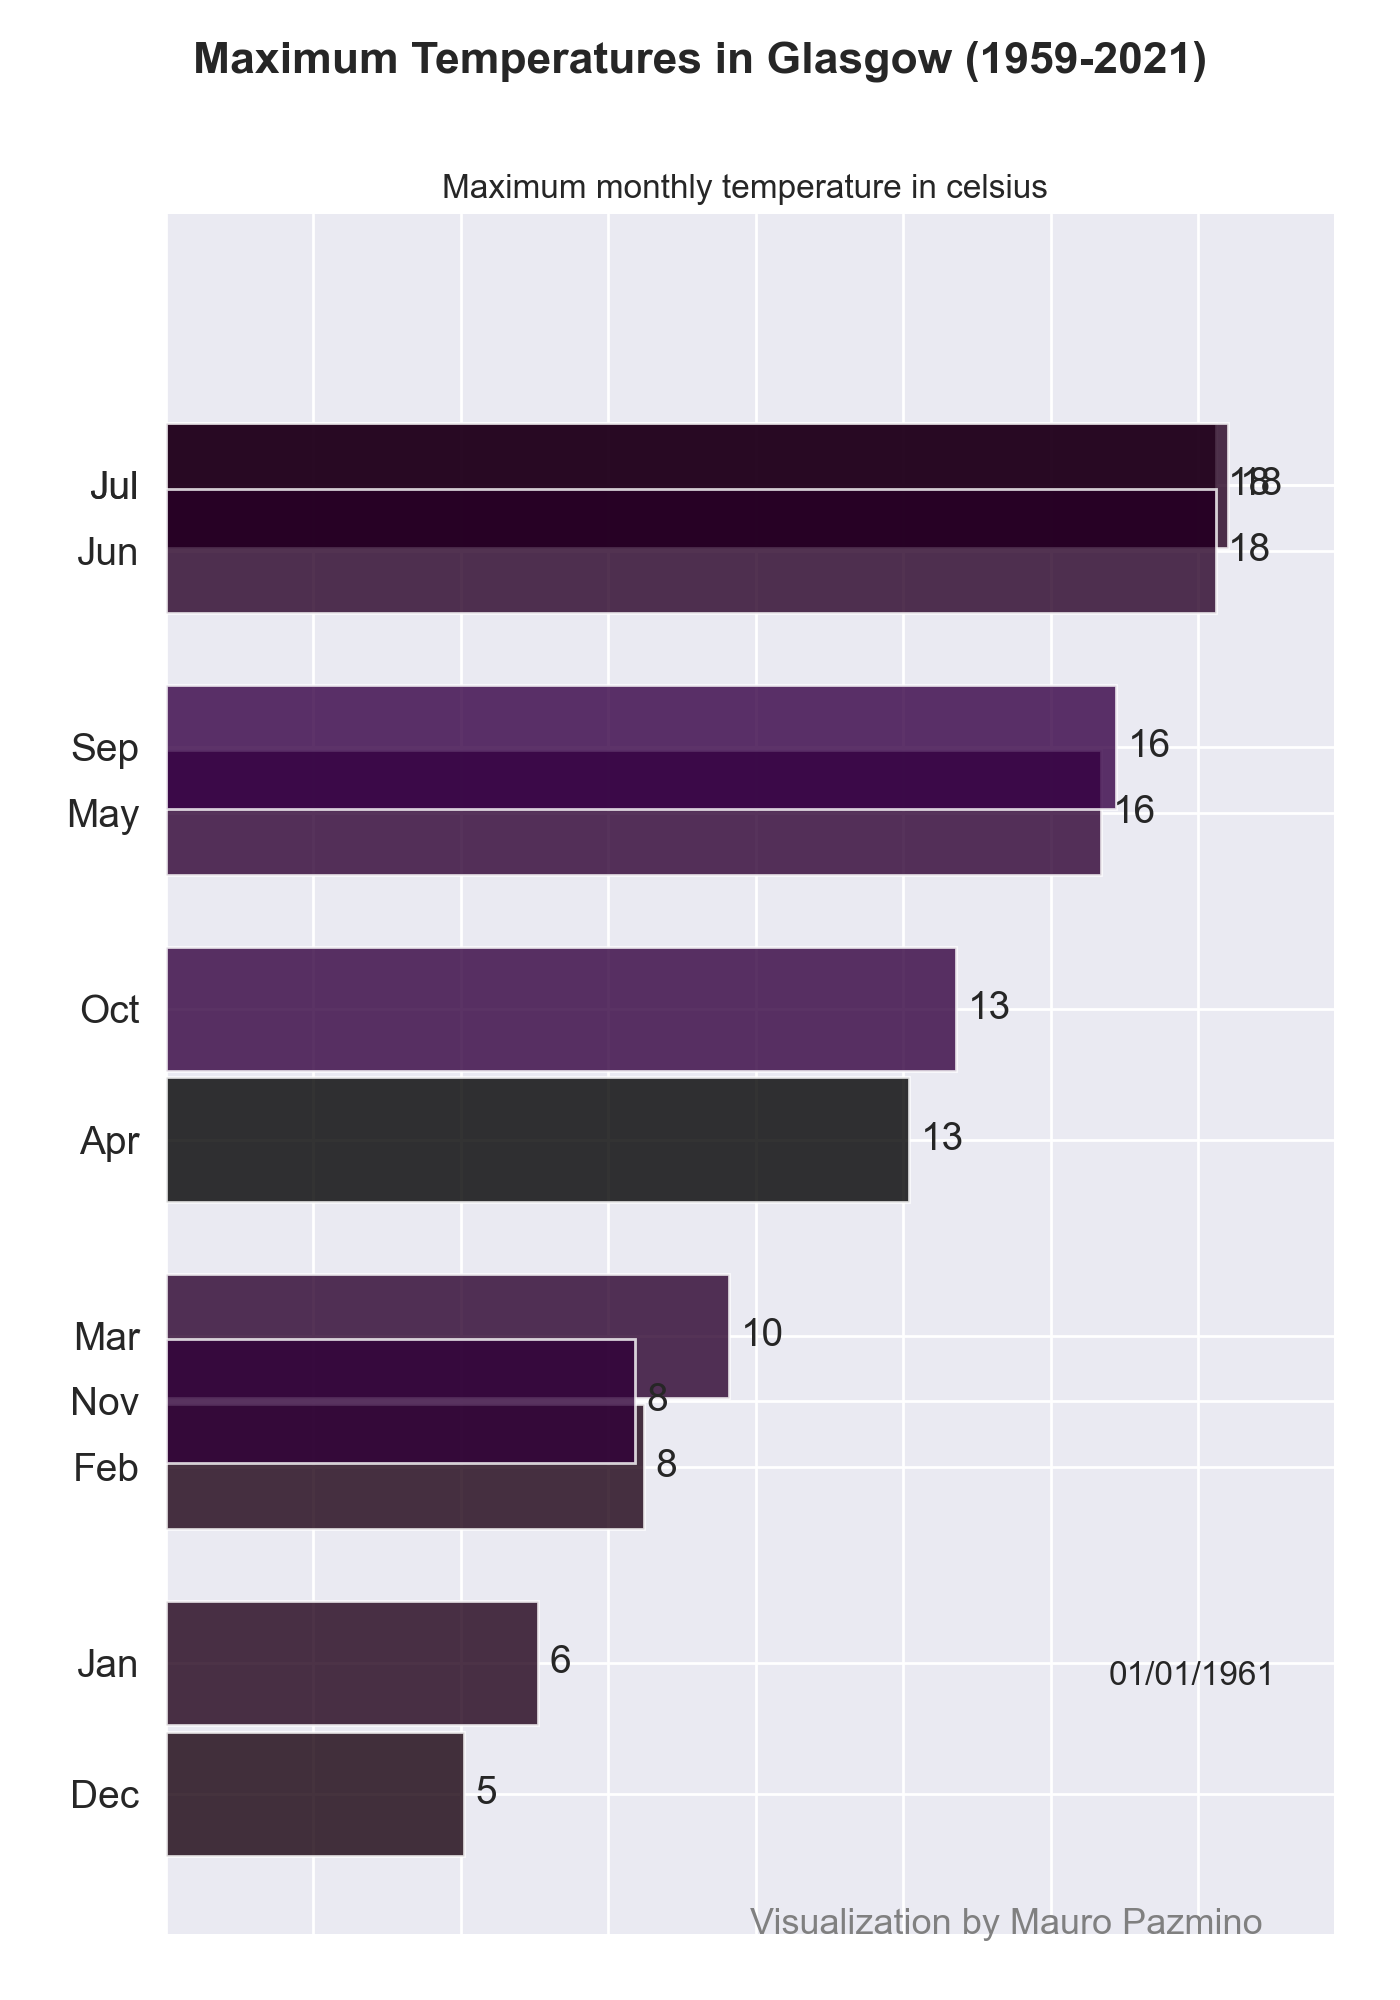 Maximum Temperatures in Glasgow (1959-2021)
Maximum monthly temperature in celsius
Jul 18 18
Jun 18
Sep 16
May 16
Oct 13
Apr 13
Mar 10
Nov 8
Feb 8
Jan 6
01/01/1961
Dec 5
Visualization by Mauro Pazmino